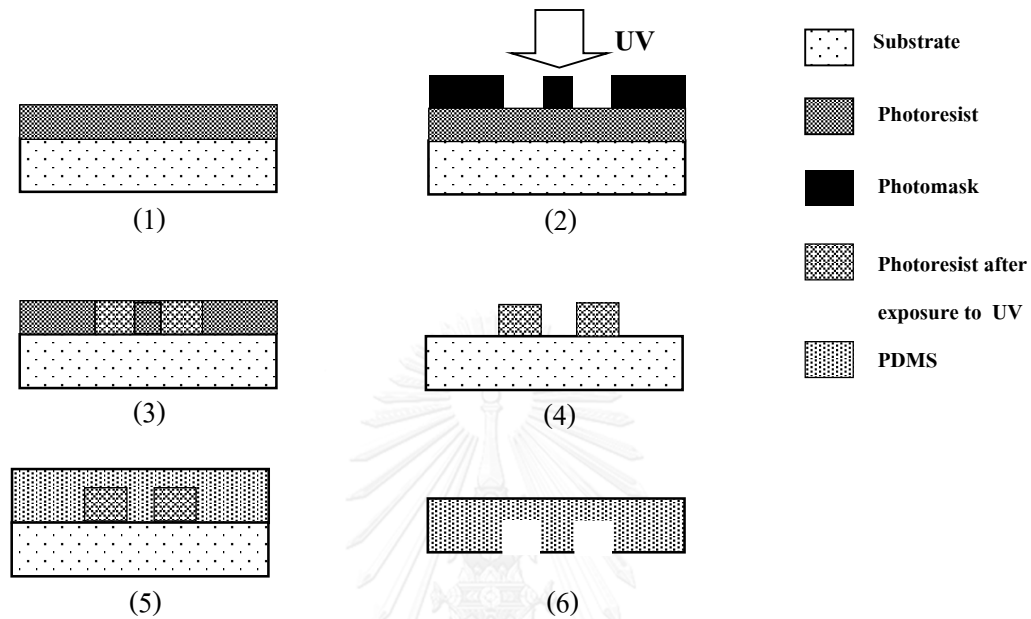 UV
Substrate
Photoresist
Photomask
Photoresist after
exposure to UV
PDMS
(1)
(2)
(3)
(4)
(5)
(6)